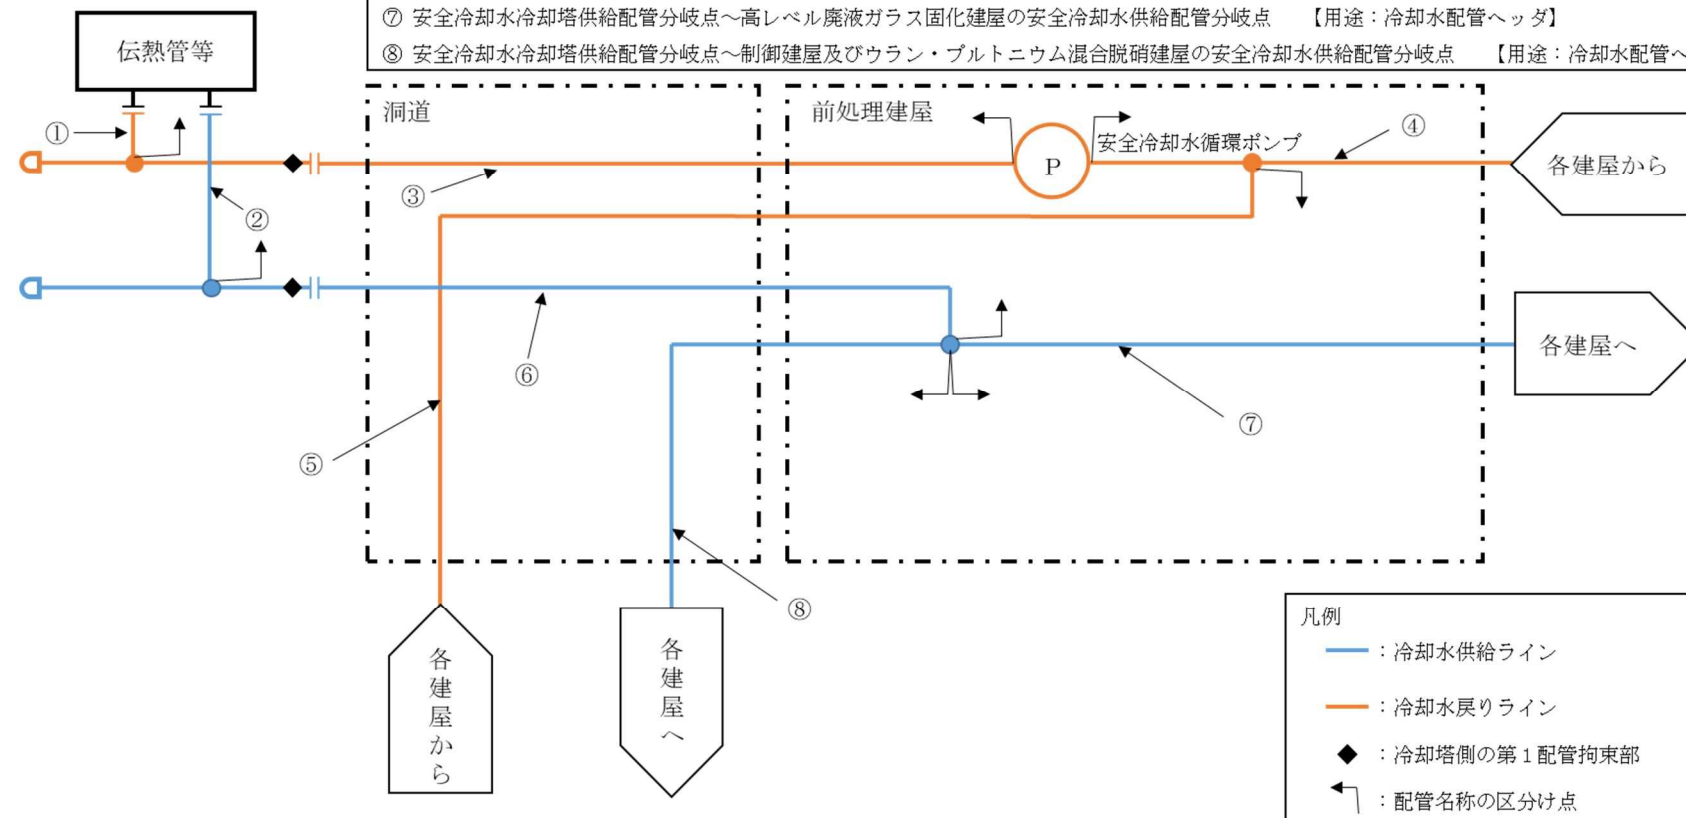 ⑦ 安全冷却水冷却塔供給配管分岐点～高レベル廃液ガラス固化建屋の安全冷却水供給配管分岐点 【用途：冷却水配管ヘッダ】
⑧ 安全冷却水冷却塔供給配管分岐点～制御建屋及びウラン・プルトニウム混合脱硝建屋の安全冷却水供給配管分岐点 【用途：冷却水配管ヘ
伝熱管等
洞道
前処理建屋
①
安全冷却水循環ポンプ
④
P
各建屋から
③
②
⑥
各建屋へ
⑦
⑤
⑧
各建屋から
各建屋へ
凡例
：冷却水供給ライン
：冷却水戻りライン
：冷却塔側の第１配管拘束部
：配管名称の区分け点